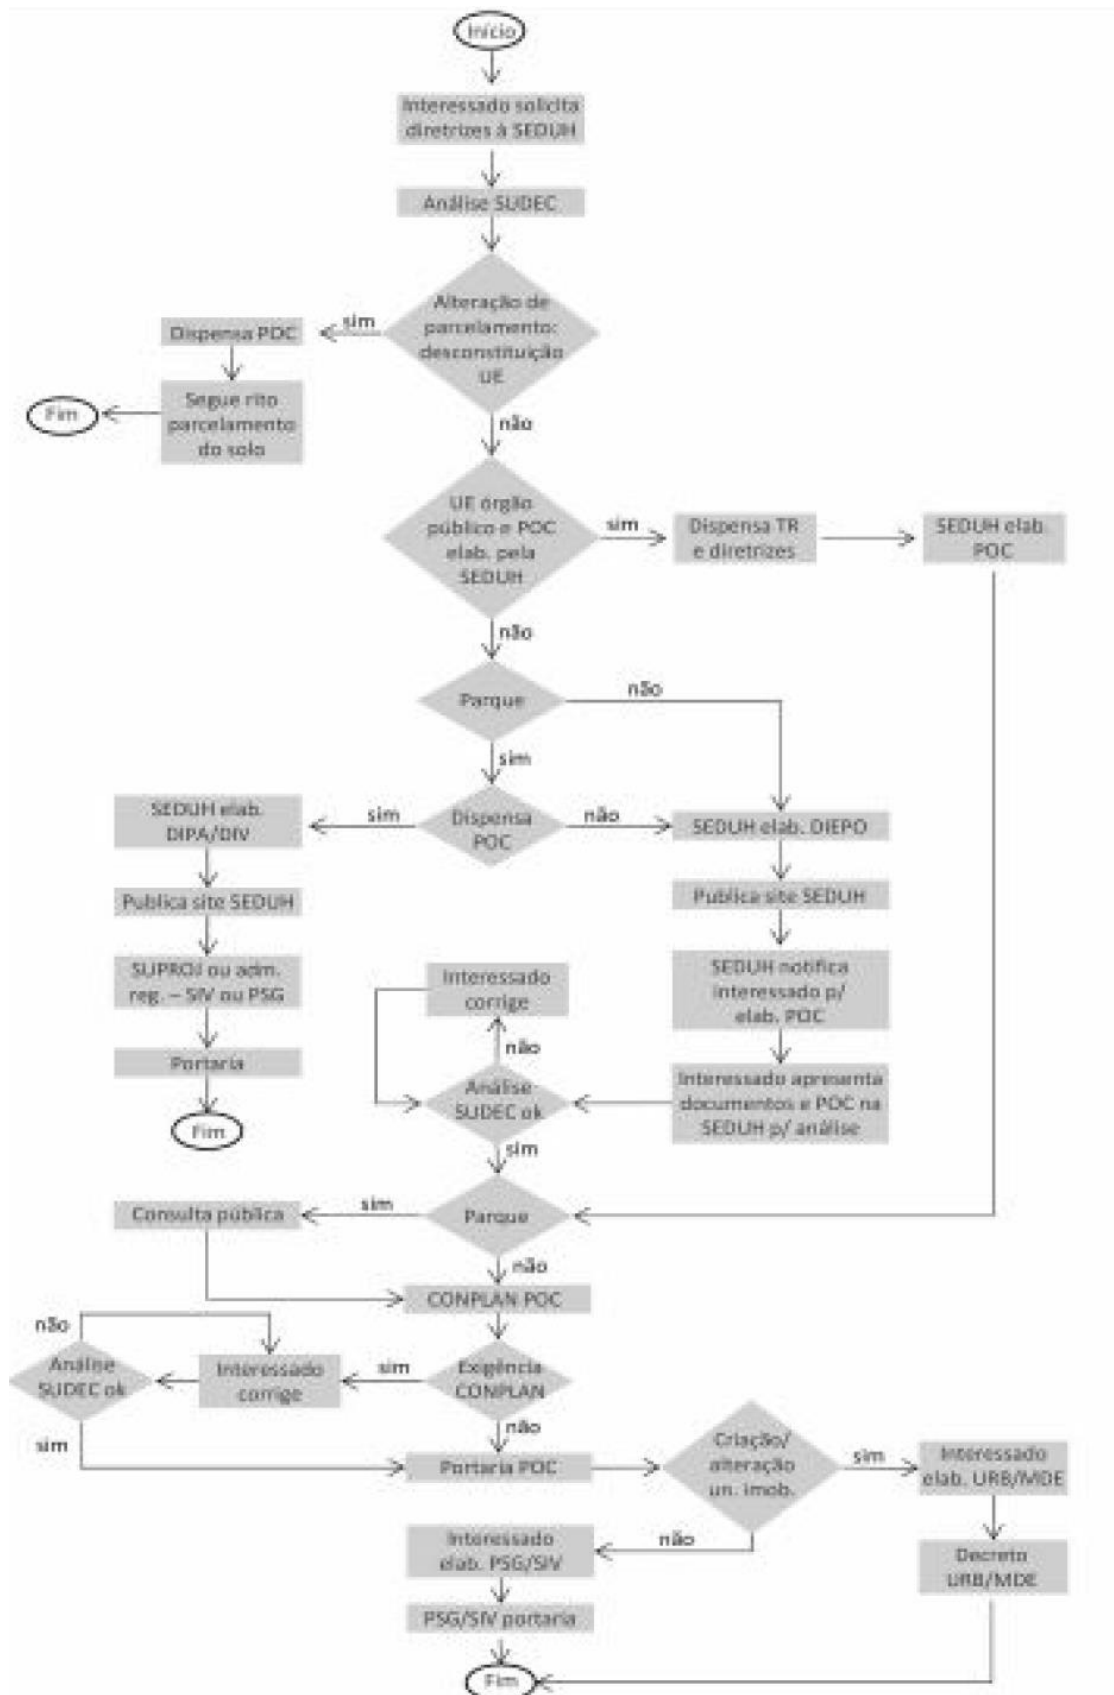 Início
Interessado solicita
diretrizes à SEDUH
Análise SUDEC
Alteração de
parcelamento:
desconstituição
UE
sim
Dispensa POC
Segue rito
parcelamento
do solo
Fim
não
UE órgão
público e POC
elab. pela
SEDUH
sim
Dispensa TR
e diretrizes
SEDUH elab.
POC
não
Parque
não
sim
Dispensa
POC
sim
não
SEDUH elab.
DIPA/DIV
Publica site SEDUH
SUPROJ ou adm.
reg. – SIV ou PSG
Portaria
Fim
SEDUH elab. DIEPO
Publica site SEDUH
SEDUH notifica
interessado p/
elab. POC
Interessado apresenta
documentos e POC na
SEDUH p/ análise
Interessado
corrige
não
Análise
SUDEC ok
sim
Parque
sim
Consulta pública
não
CONPLAN POC
Exigência
CONPLAN
sim
Interessado
corrige
não
Análise
SUDEC ok
sim
não
Portaria POC
Criação/
alteração
un. imob.
sim
Interessado
elab. URB/MDE
Decreto
URB/MDE
não
Interessado
elab. PSG/SIV
PSG/SIV portaria
Fim